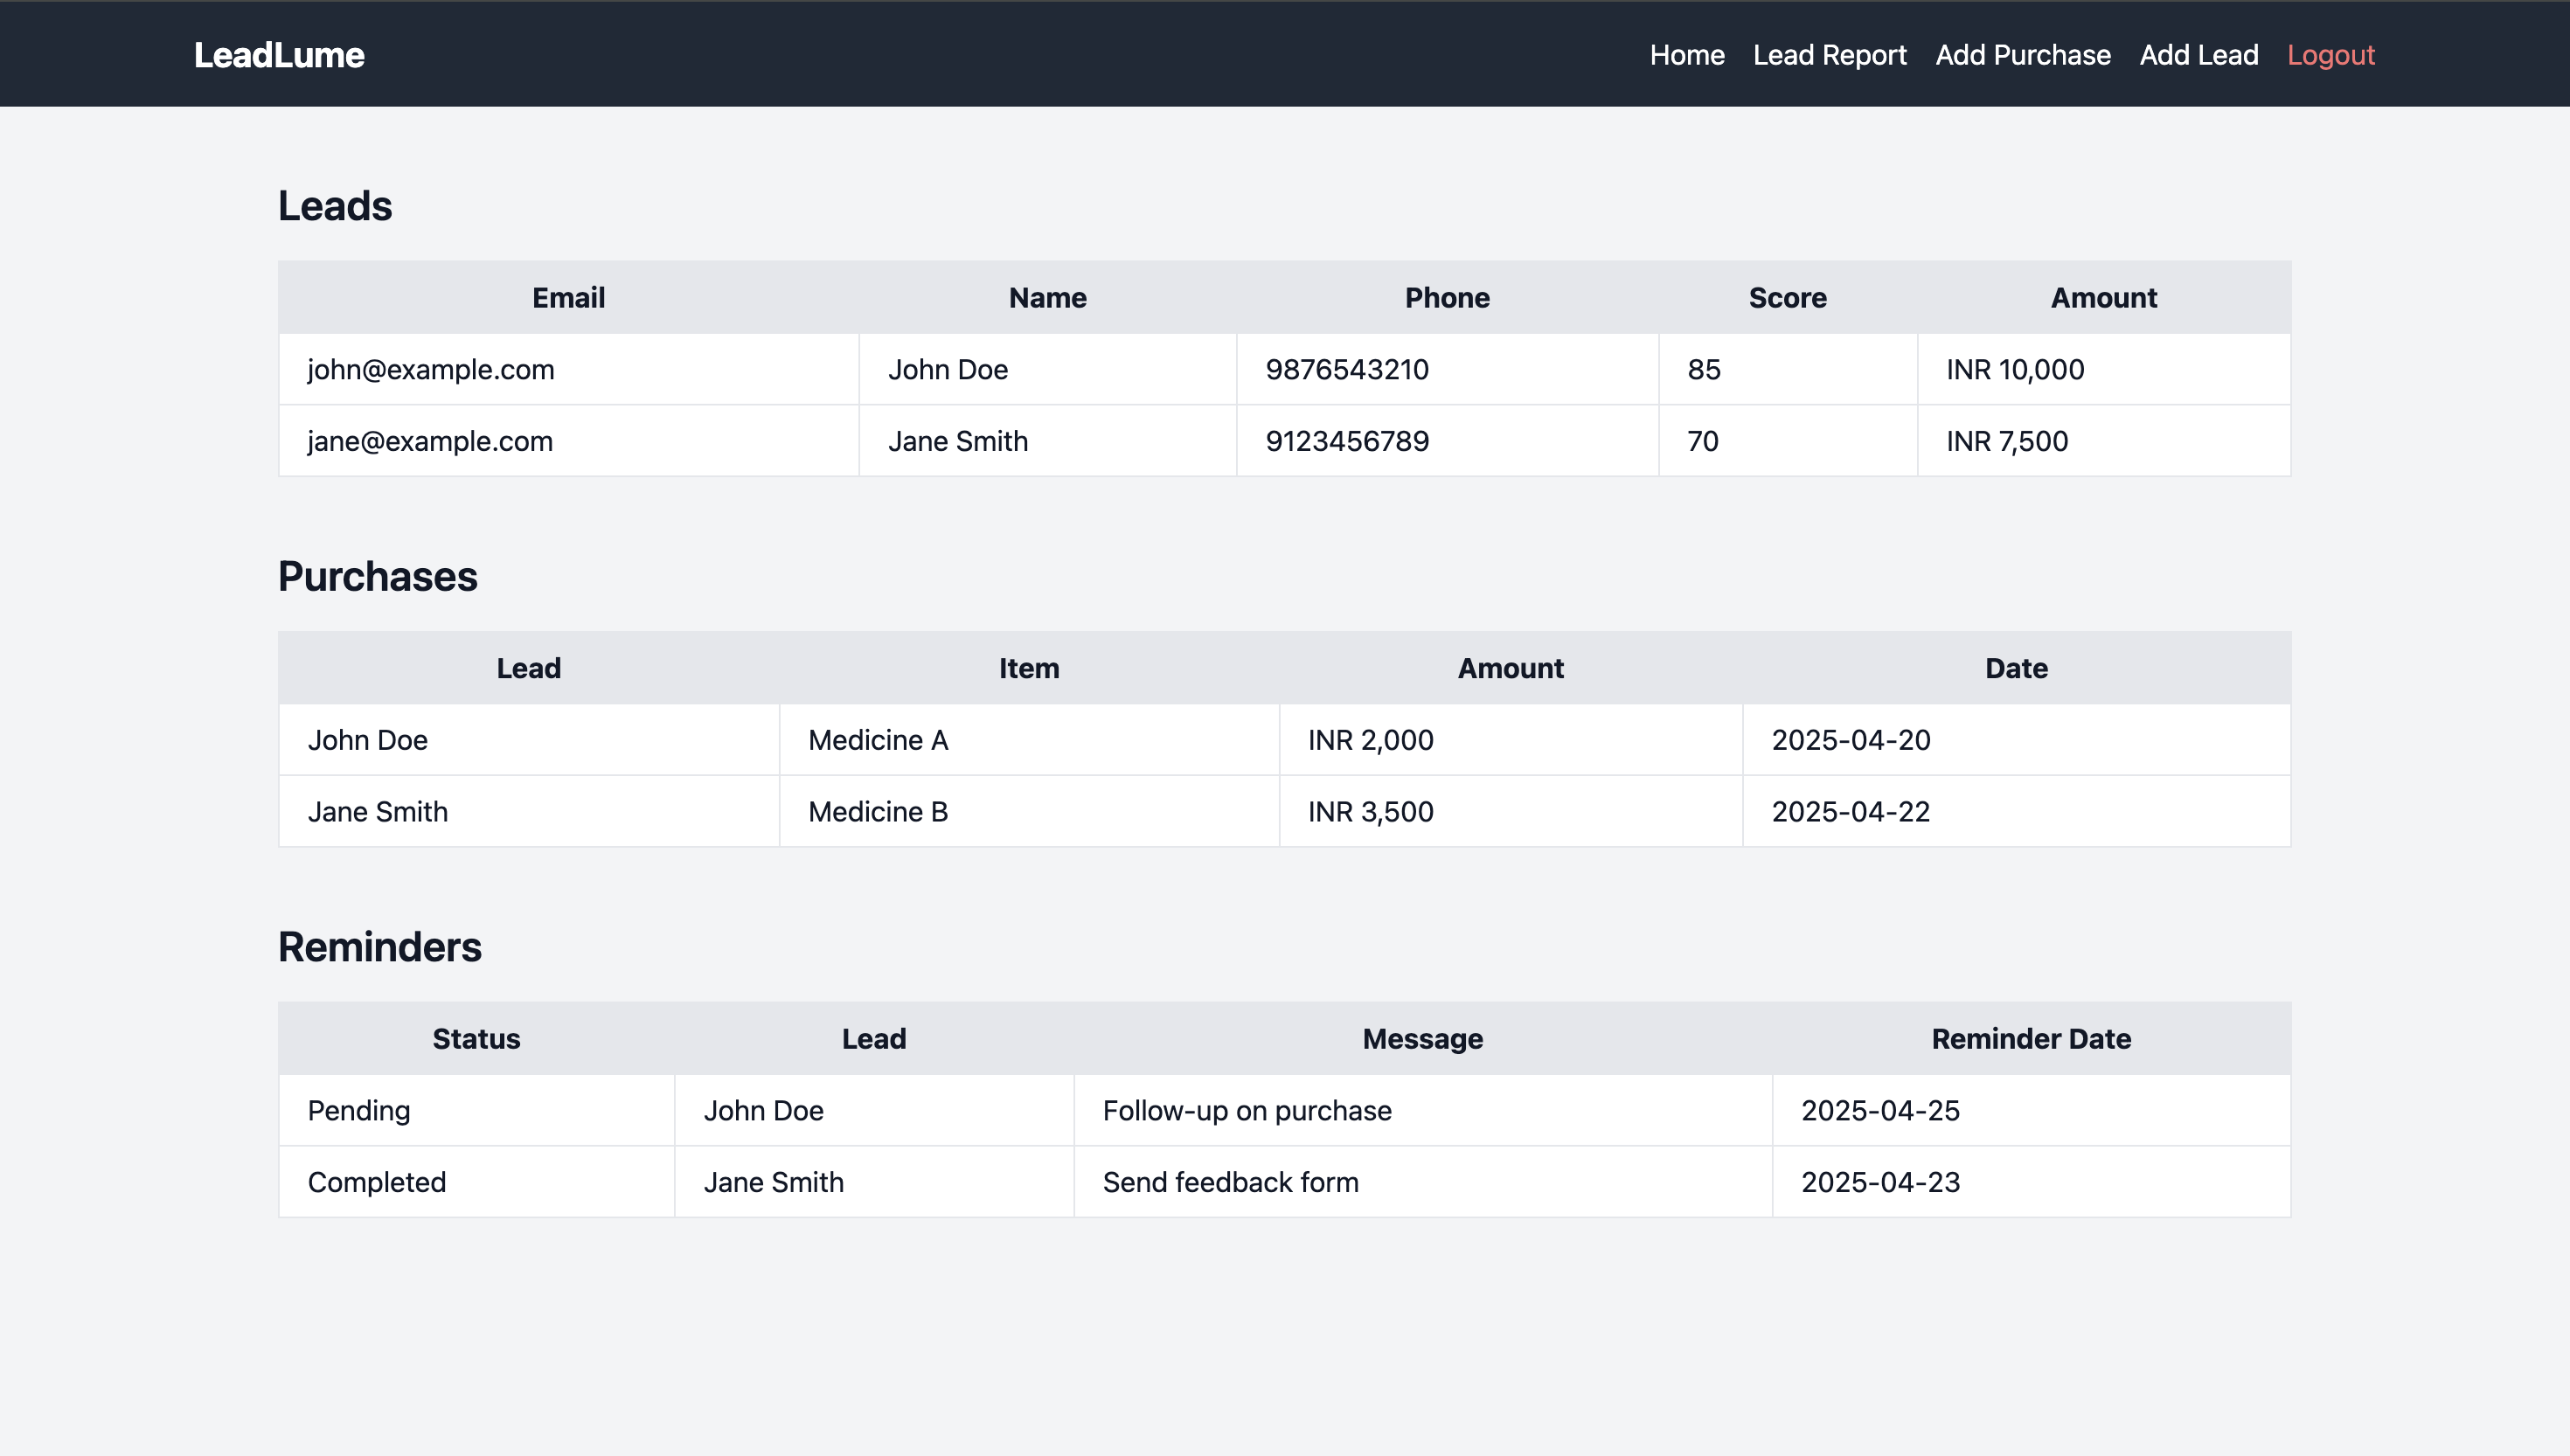 LeadLume Home Lead Report Add Purchase Add Lead Logout
Leads
Email Name Phone Score Amount
john@example.com John Doe 9876543210 85 INR 10,000
jane@example.com Jane Smith 9123456789 70 INR 7,500
Purchases
Lead Item Amount Date
John Doe Medicine A INR 2,000 2025-04-20
Jane Smith Medicine B INR 3,500 2025-04-22
Reminders
Status Lead Message Reminder Date
Pending John Doe Follow-up on purchase 2025-04-25
Completed Jane Smith Send feedback form 2025-04-23